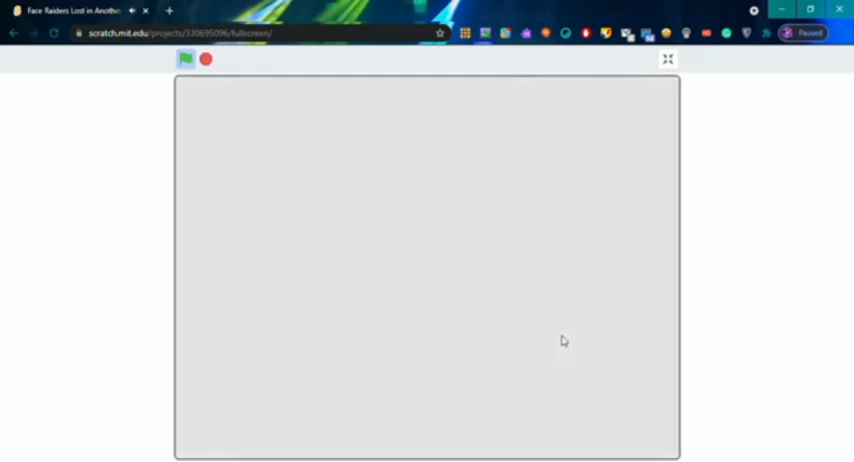 Face Raiders Lost in Another
scratch.mit.edu/projects/330695096/fullscreen/
Paused